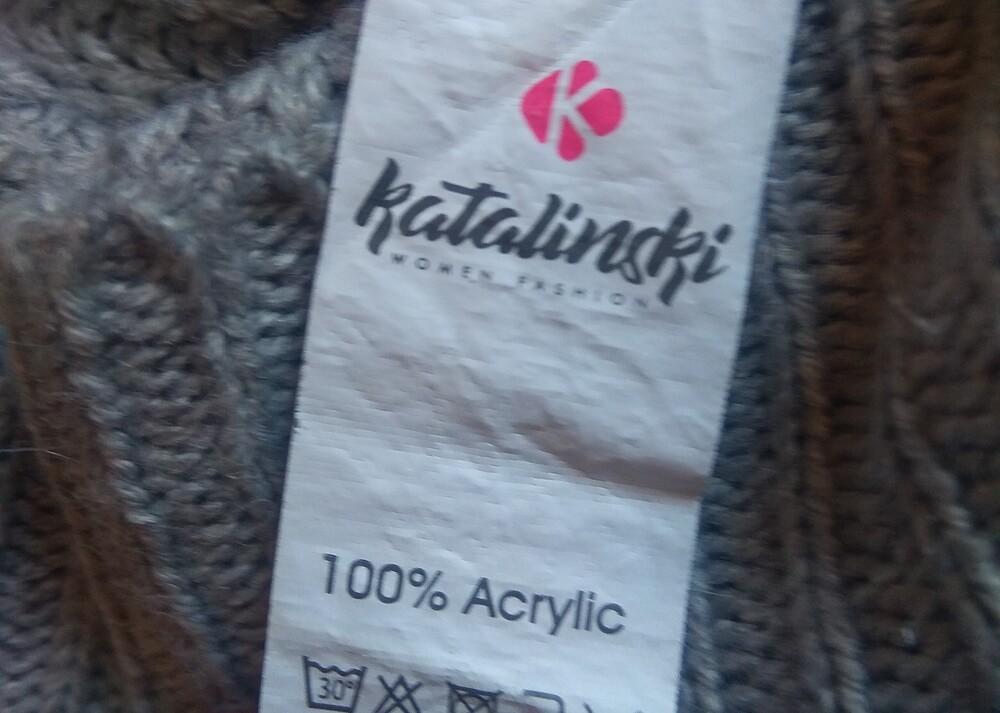 K
katalinski
WOMEN FASHION
100% Acrylic
30°